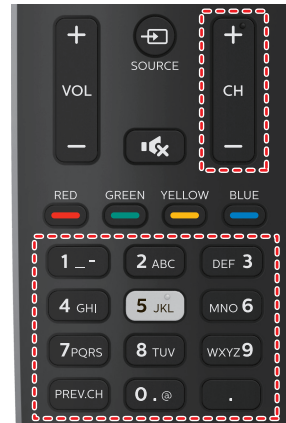 + +
SOURCE
VOL CH
− −
RED GREEN YELLOW BLUE
1 _- 2 ABC DEF 3
4 GHI 5 JKL MNO 6
7PQRS 8 TUV WXYZ9
PREV.CH 0.@ .